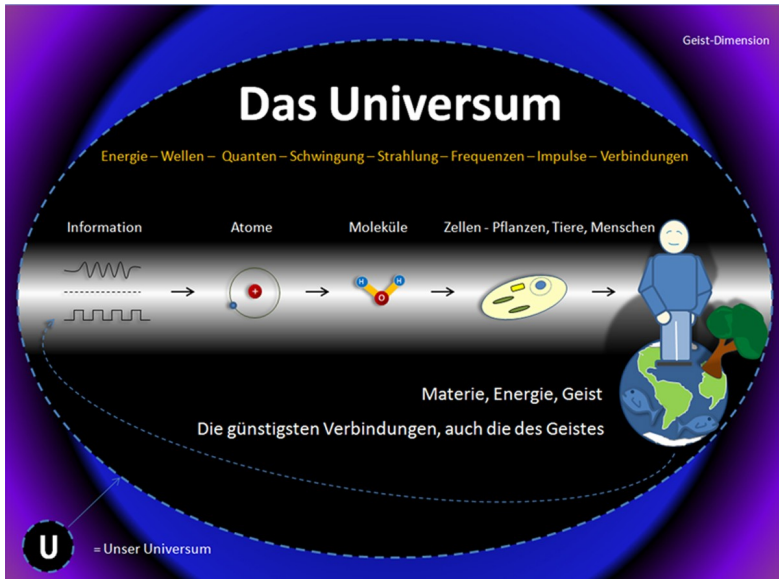 Geist-Dimension
Das Universum
Energie – Wellen – Quanten – Schwingung – Strahlung – Frequenzen – Impulse – Verbindungen
Information
Atome
Moleküle
Zellen - Pflanzen, Tiere, Menschen
+
H
H
O
Materie, Energie, Geist
Die günstigsten Verbindungen, auch die des Geistes
U
= Unser Universum